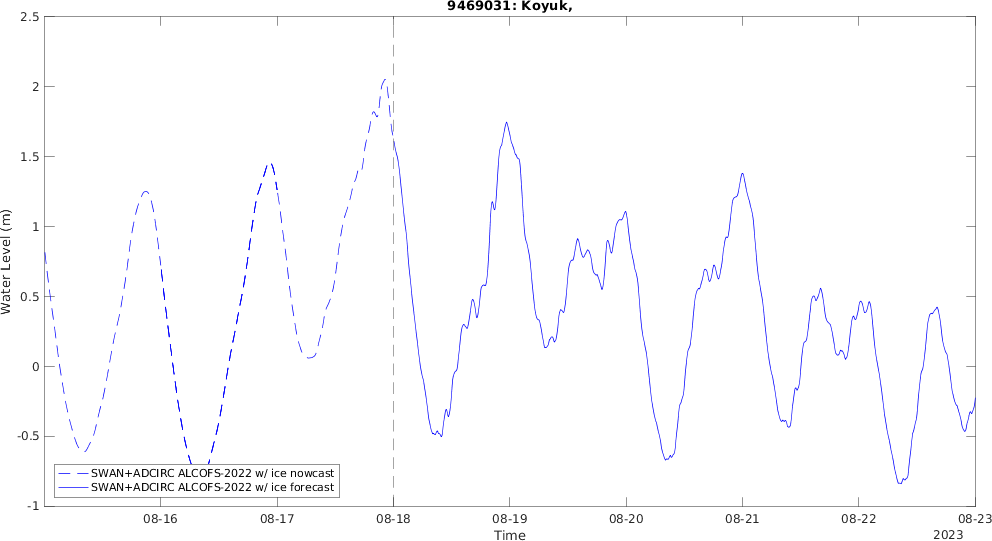 9469031: Koyuk,
2.5
2
1.5
1
0.5
0
-0.5
-1
Water Level (m)
SWAN+ADCIRC ALCOFS-2022 w/ ice nowcast
SWAN+ADCIRC ALCOFS-2022 w/ ice forecast
08-16 08-17 08-18 08-19 08-20 08-21 08-22 08-23
Time
2023